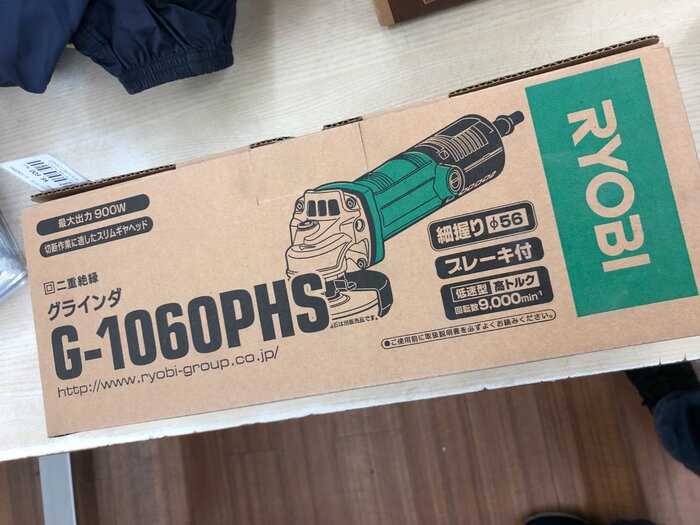 RYOBI
最大出力900W
切断作業に適したスリムギヤヘッド
回二重絶縁
グラインダ
G-1060PHS
http://www.ryobi-group.co.jp/
細握りφ56
ブレーキ付
低速型 高トルク
回転数9,000min⁻¹
●ご使用前に取扱説明書を必ずよくお読みください。